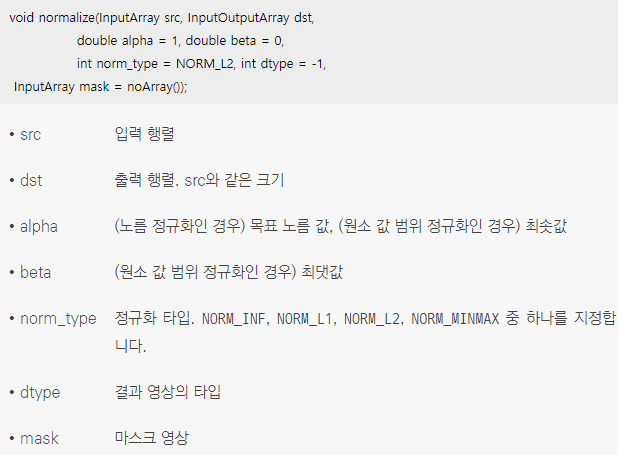 void normalize(InputArray src, InputOutputArray dst,
double alpha = 1, double beta = 0,
int norm_type = NORM_L2, int dtype = -1,
InputArray mask = noArray());
• src 입력 행렬
• dst 출력 행렬. src와 같은 크기
• alpha (노름 정규화인 경우) 목표 노름 값, (원소 값 범위 정규화인 경우) 최솟값
• beta (원소 값 범위 정규화인 경우) 최댓값
• norm_type 정규화 타입. NORM_INF, NORM_L1, NORM_L2, NORM_MINMAX 중 하나를 지정합
니다.
• dtype 결과 영상의 타입
• mask 마스크 영상